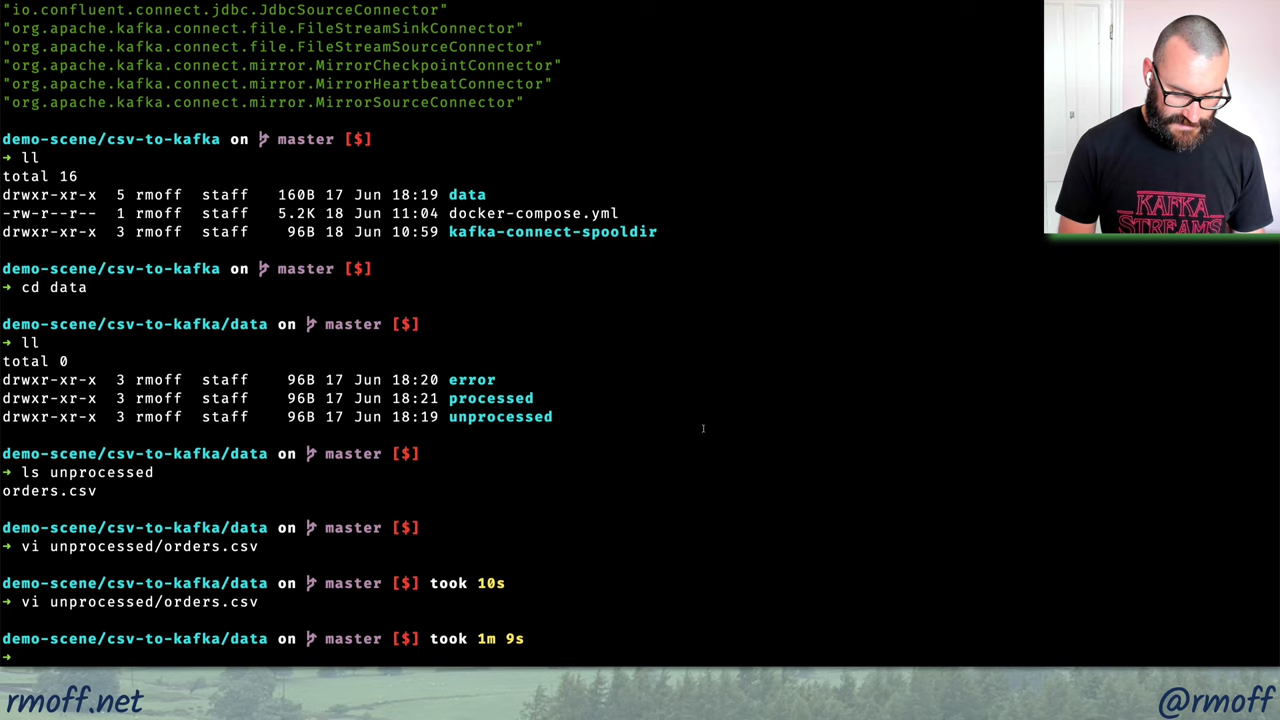 "io.confluent.connect.jdbc.JdbcSourceConnector"
"org.apache.kafka.connect.file.FileStreamSinkConnector"
"org.apache.kafka.connect.file.FileStreamSourceConnector"
"org.apache.kafka.connect.mirror.MirrorCheckpointConnector"
"org.apache.kafka.connect.mirror.MirrorHeartbeatConnector"
"org.apache.kafka.connect.mirror.MirrorSourceConnector"
demo-scene/csv-to-kafka on master [$]
→ ll
total 16
drwxr-xr-x 5 rmoff staff 160B 17 Jun 18:19 data
-rw-r--r-- 1 rmoff staff 5.2K 18 Jun 11:04 docker-compose.yml
drwxr-xr-x 3 rmoff staff 96B 18 Jun 10:59 kafka-connect-spooldir
demo-scene/csv-to-kafka on master [$]
→ cd data
demo-scene/csv-to-kafka/data on master [$]
→ ll
total 0
drwxr-xr-x 3 rmoff staff 96B 17 Jun 18:20 error
drwxr-xr-x 3 rmoff staff 96B 17 Jun 18:21 processed
drwxr-xr-x 3 rmoff staff 96B 17 Jun 18:19 unprocessed
demo-scene/csv-to-kafka/data on master [$]
→ ls unprocessed
orders.csv
demo-scene/csv-to-kafka/data on master [$]
→ vi unprocessed/orders.csv
demo-scene/csv-to-kafka/data on master [$] took 10s
→ vi unprocessed/orders.csv
demo-scene/csv-to-kafka/data on master [$] took 1m 9s
→
KAFKA
STREAMS
rmoff.net
@rmoff